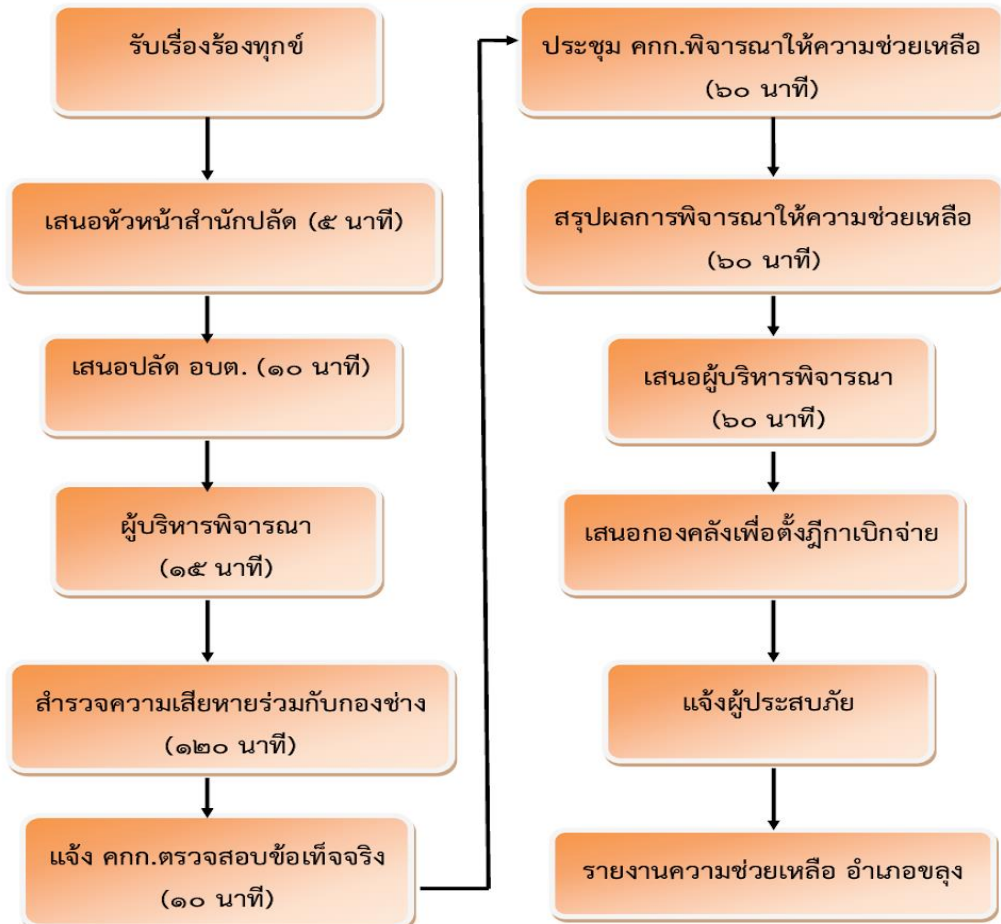 รับเรื่องร้องทุกข์
เสนอหัวหน้าสำนักปลัด (๕ นาที)
เสนอปลัด อบต. (๑๐ นาที)
ผู้บริหารพิจารณา
(๑๕ นาที)
สำรวจความเสียหายร่วมกับกองช่าง
(๑๒๐ นาที)
แจ้ง คกก.ตรวจสอบข้อเท็จจริง
(๑๐ นาที)
ประชุม คกก.พิจารณาให้ความช่วยเหลือ
(๖๐ นาที)
สรุปผลการพิจารณาให้ความช่วยเหลือ
(๖๐ นาที)
เสนอผู้บริหารพิจารณา
(๖๐ นาที)
เสนอกองคลังเพื่อตั้งฎีกาเบิกจ่าย
แจ้งผู้ประสบภัย
รายงานความช่วยเหลือ อำเภอขลุง